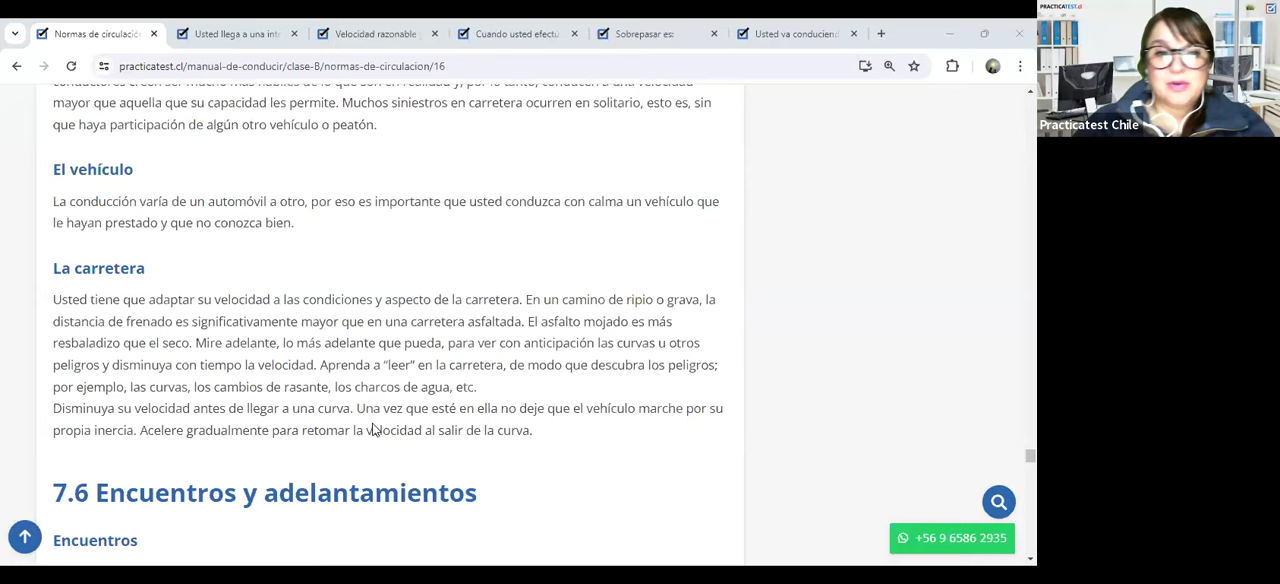 Normas de circulació
Usted llega a una inte
Velocidad razonable
Cuando usted efectú
Sobrepasar es:
Usted va conduciend
practicatest.cl/manual-de-conducir/clase-B/normas-de-circulacion/16
PRACTICATEST.cl
Practicatest Chile
mayor que aquella que su capacidad les permite. Muchos siniestros en carretera ocurren en solitario, esto es, sin
que haya participación de algún otro vehículo o peatón.
El vehículo
La conducción varía de un automóvil a otro, por eso es importante que usted conduzca con calma un vehículo que
le hayan prestado y que no conozca bien.
La carretera
Usted tiene que adaptar su velocidad a las condiciones y aspecto de la carretera. En un camino de ripio o grava, la
distancia de frenado es significativamente mayor que en una carretera asfaltada. El asfalto mojado es más
resbaladizo que el seco. Mire adelante, lo más adelante que pueda, para ver con anticipación las curvas u otros
peligros y disminuya con tiempo la velocidad. Aprenda a “leer” en la carretera, de modo que descubra los peligros;
por ejemplo, las curvas, los cambios de rasante, los charcos de agua, etc.
Disminuya su velocidad antes de llegar a una curva. Una vez que esté en ella no deje que el vehículo marche por su
propia inercia. Acelere gradualmente para retomar la velocidad al salir de la curva.
7.6 Encuentros y adelantamientos
Encuentros
+56 9 6586 2935